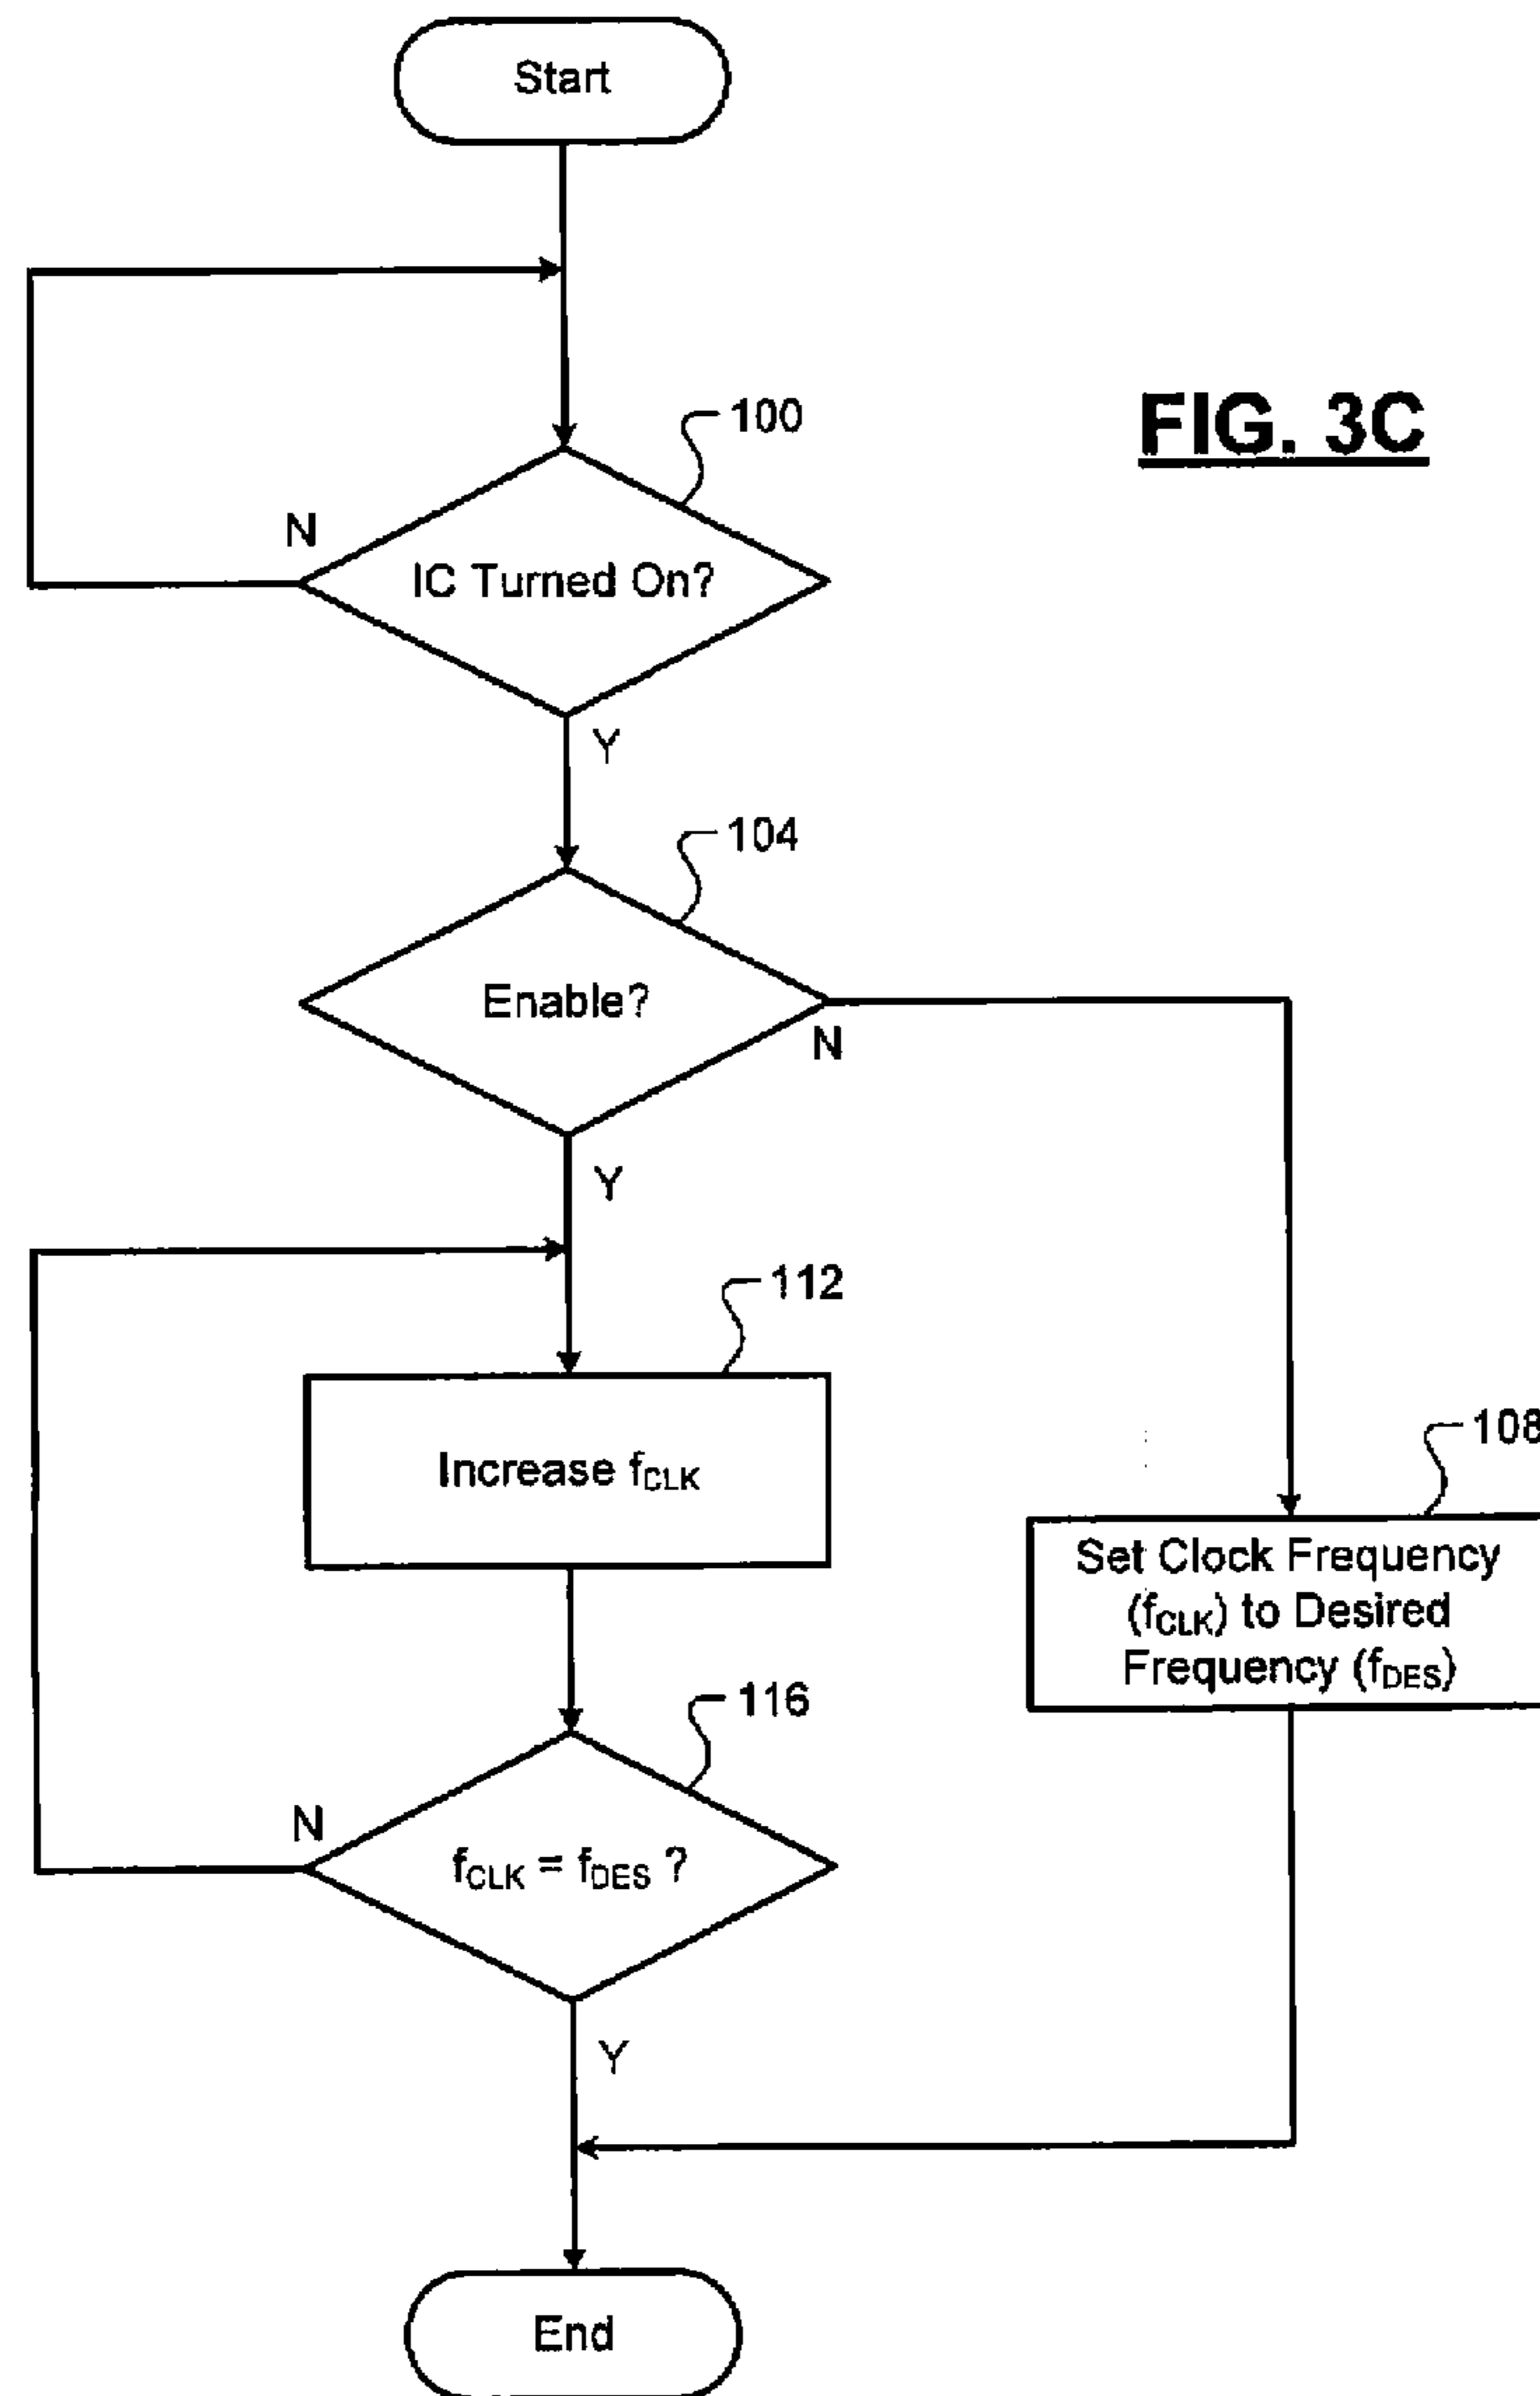 Start
FIG. 3C
100
N
IC Turned On?
Y
104
Enable?
N
Y
112
Increase fCLK
108
Set Clock Frequency
(fCLK) to Desired
Frequency (fDES)
116
N
fCLK = fDES ?
Y
End